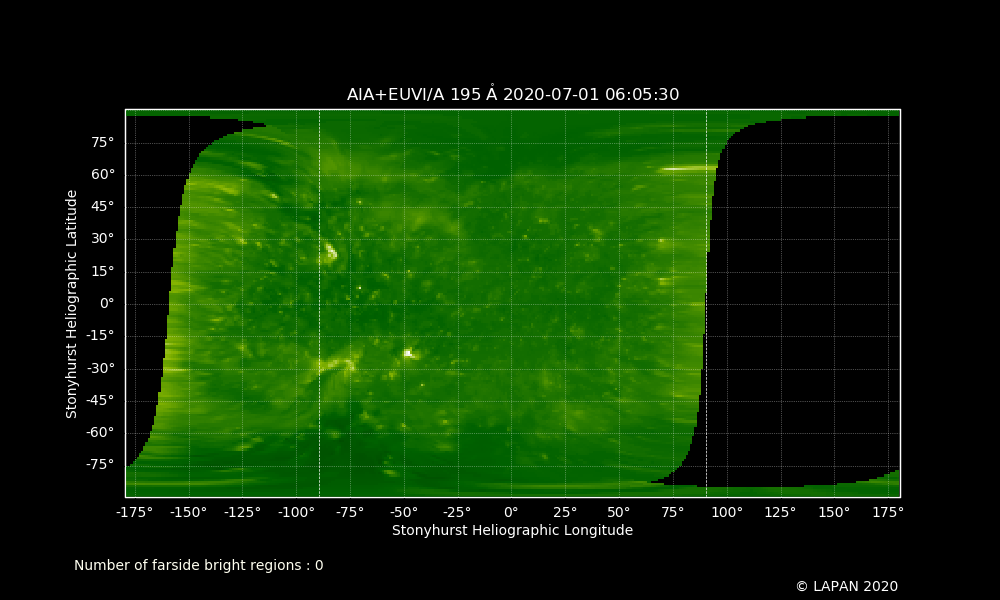 AIA+EUVI/A 195 Å 2020-07-01 06:05:30
Stonyhurst Heliographic Latitude
75°
60°
45°
30°
15°
0°
-15°
-30°
-45°
-60°
-75°
-175° -150° -125° -100° -75° -50° -25° 0° 25° 50° 75° 100° 125° 150° 175°
Stonyhurst Heliographic Longitude
Number of farside bright regions : 0
© LAPAN 2020